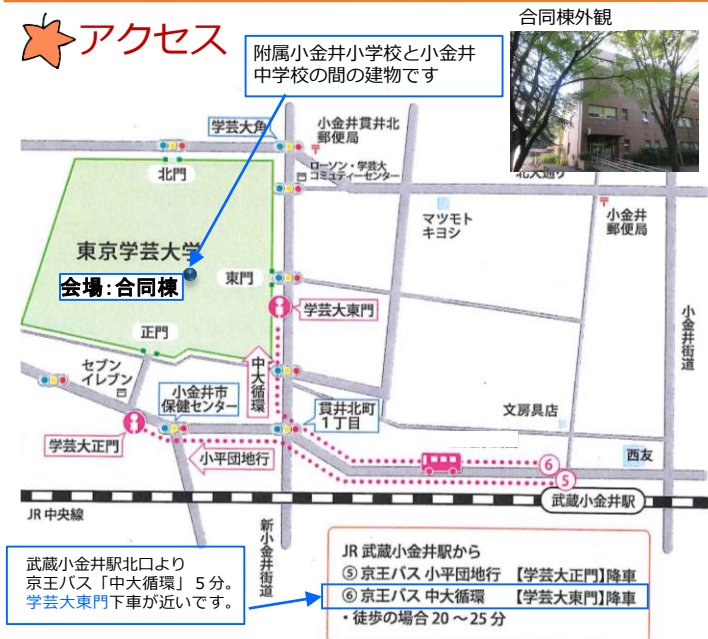 アクセス
合同棟外観
附属小金井小学校と小金井
中学校の間の建物です
学芸大角
小金井貫井北
郵便局
ローソン・学芸大
コミュティーセンター
北大通り
北門
マツモト
キヨシ
小金井
郵便局
東京学芸大学
会場：合同棟
東門
学芸大東門
小金井街道
正門
中大循環
セブン
イレブン
小金井市
保健センター
貫井北町
1丁目
文房具店
学芸大正門
小平団地行
西友
⑥
⑤
武蔵小金井駅
JR 中央線
新小金井街道
武蔵小金井駅北口より
京王バス「中大循環」５分。
学芸大東門下車が近いです。
JR 武蔵小金井駅から
⑤ 京王バス 小平団地行 【学芸大正門】降車
⑥ 京王バス 中大循環 【学芸大東門】降車
・徒歩の場合 20 ～ 25 分